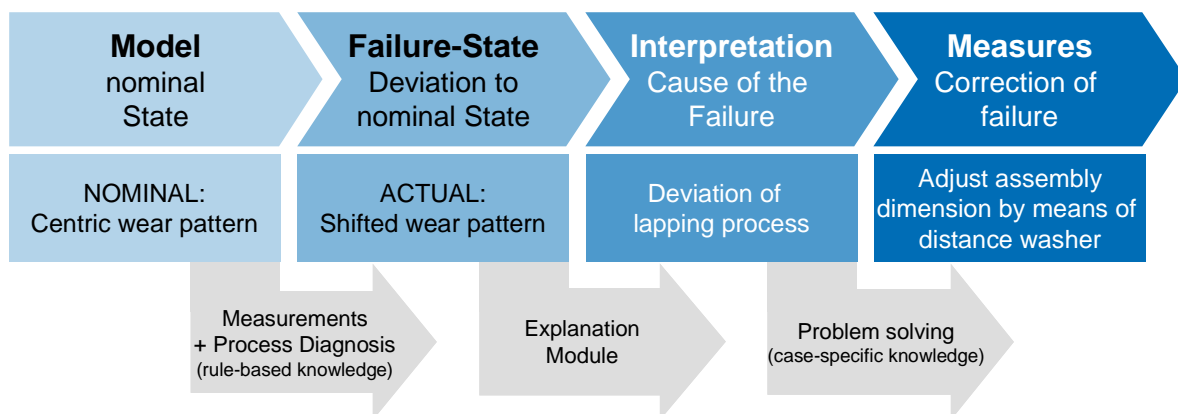 Model
nominal
State
Failure-State
Deviation to
nominal State
Interpretation
Cause of the
Failure
Measures
Correction of
failure
NOMINAL:
Centric wear pattern
ACTUAL:
Shifted wear pattern
Deviation of
lapping process
Adjust assembly
dimension by means of
distance washer
Measurements
+ Process Diagnosis
(rule-based knowledge)
Explanation
Module
Problem solving
(case-specific knowledge)